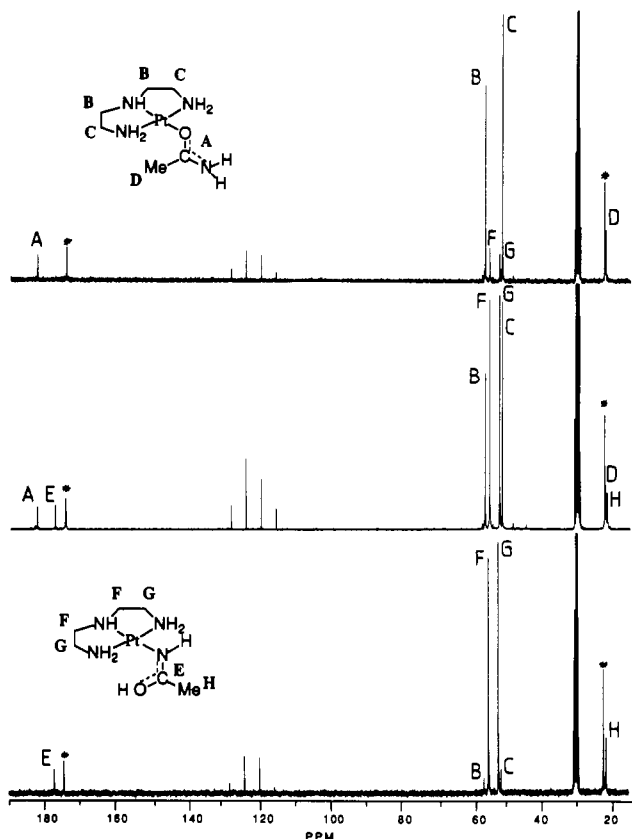 C
B C
B NH NH2
Pt
C NH2 O A
Me C N H
D H
B
*
D
A
*
F
G
F G
C
B
*
A E *
D
H
F G
F G
F NH NH2 H
Pt
G NH2 N
E
H O C Me H
*
H
E *
B C
180 160 140 120 100 80 60 40 20
PPM